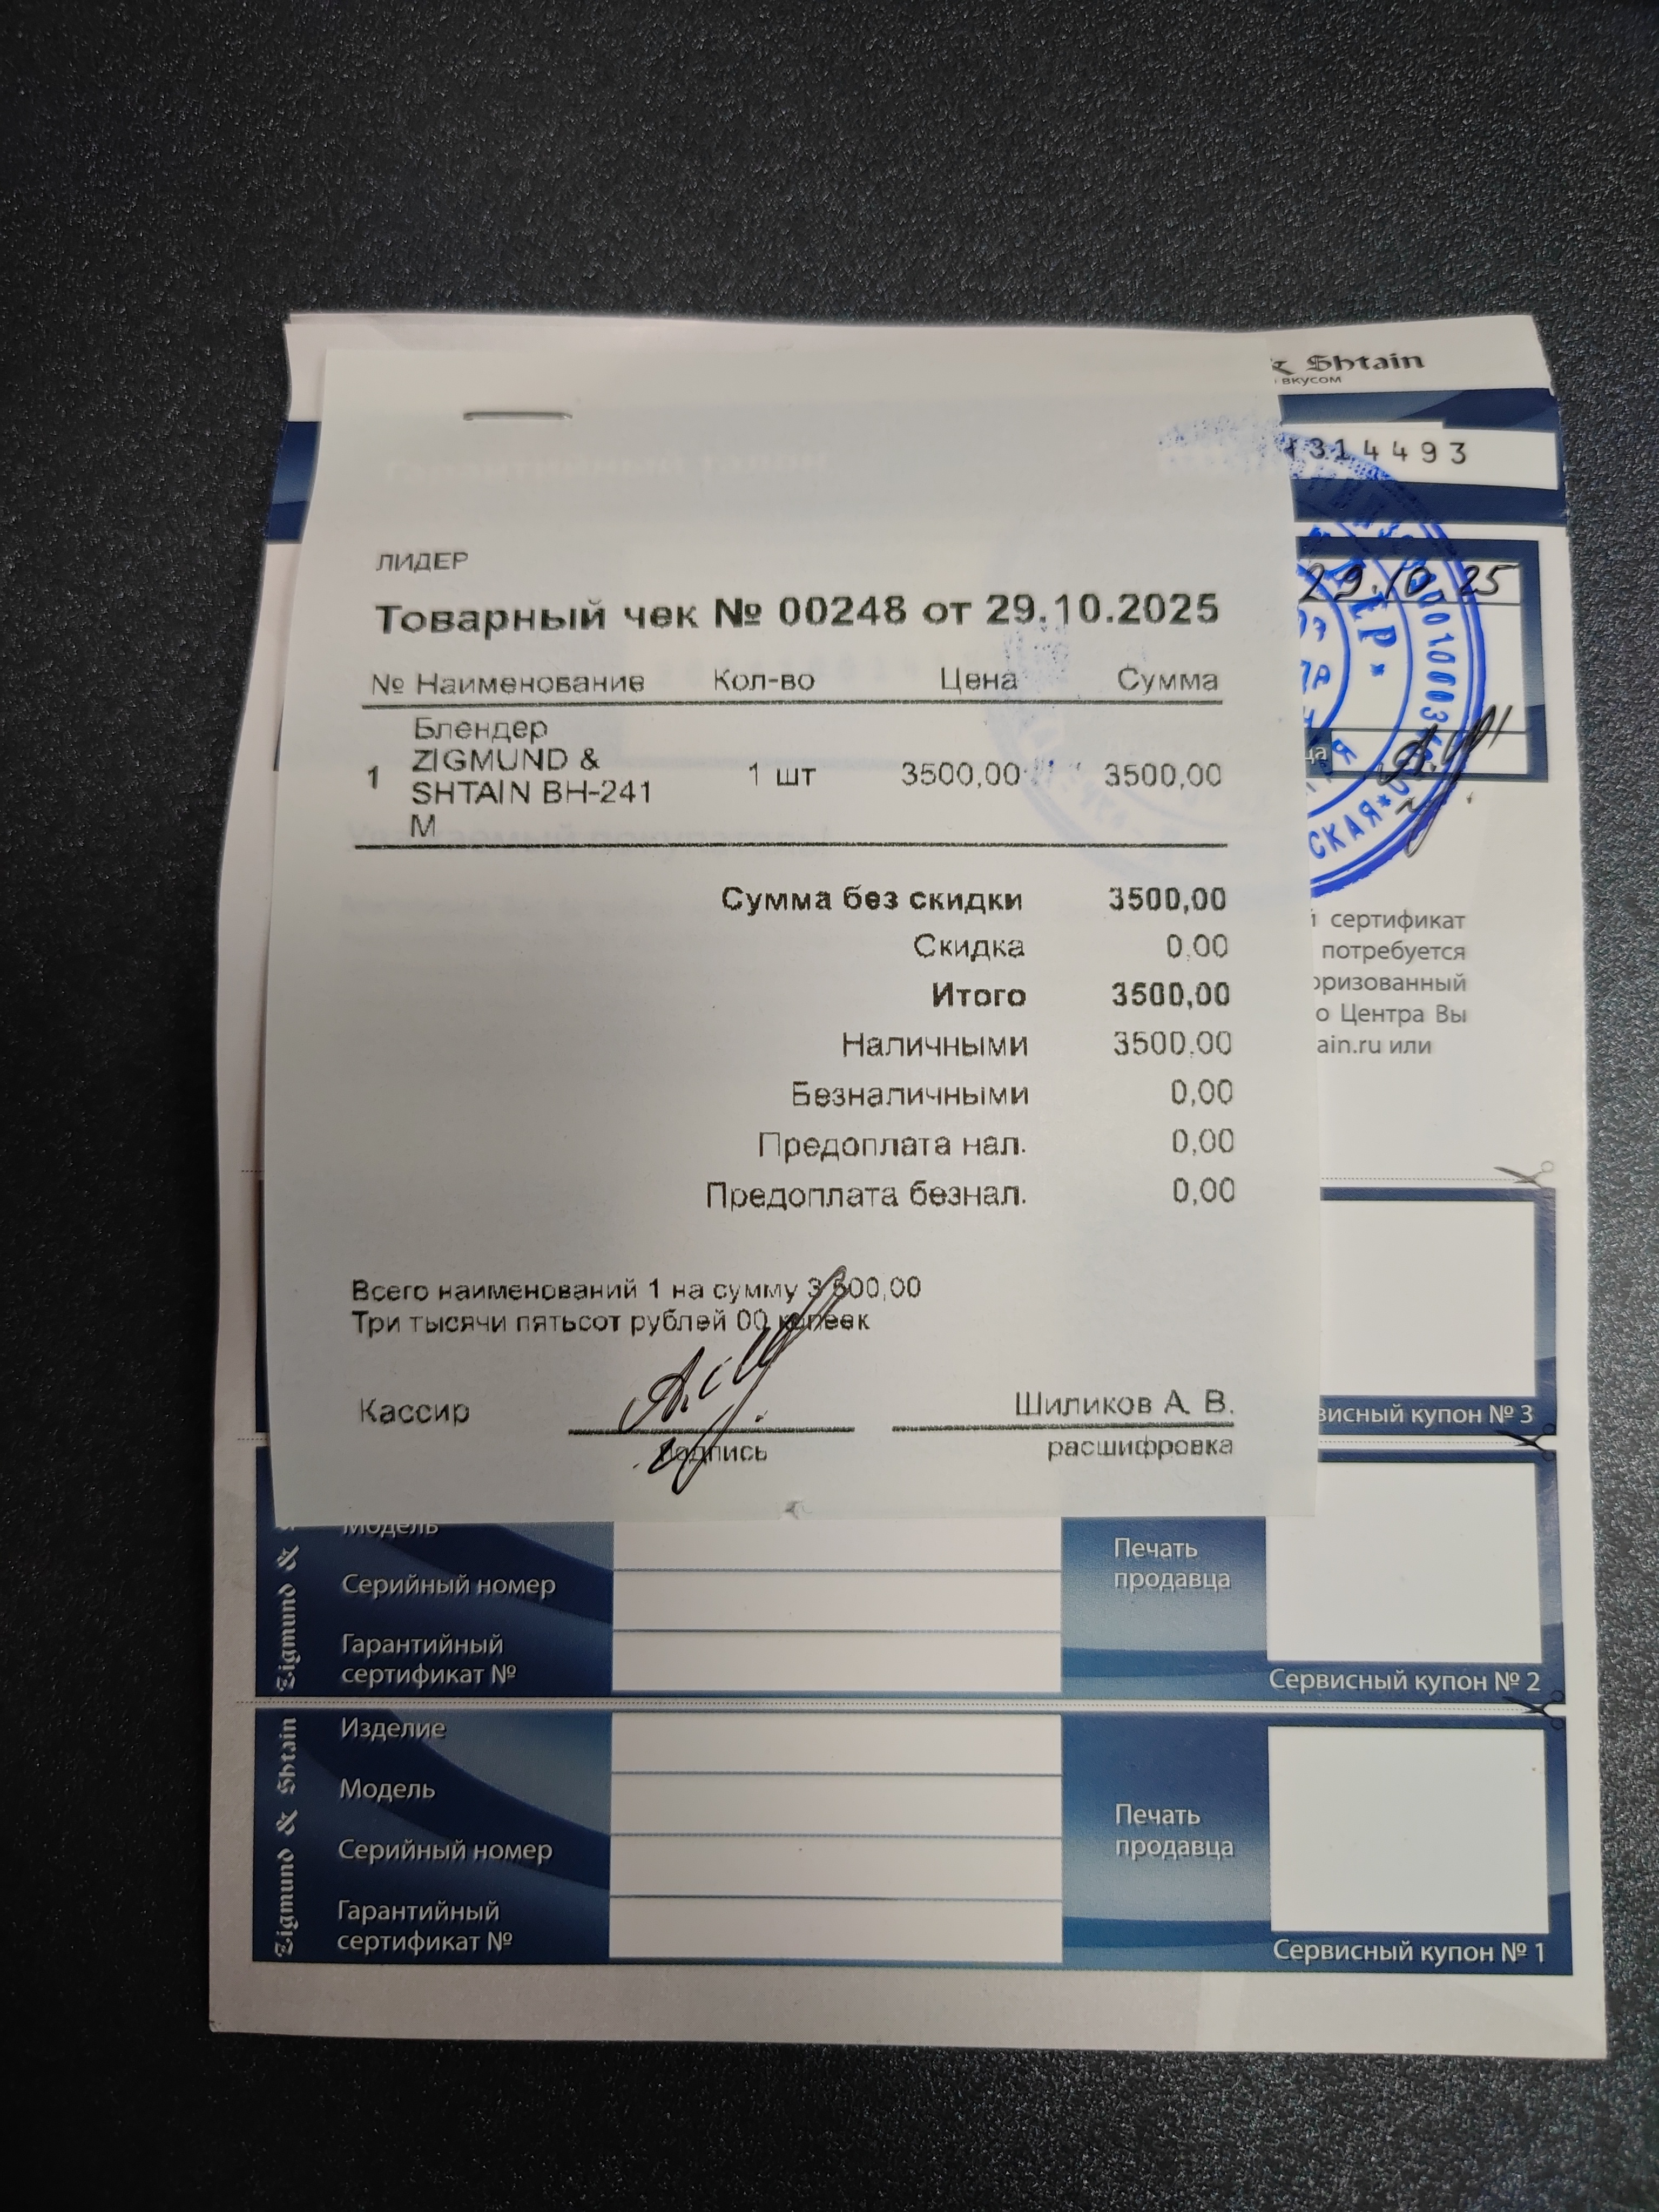 & Shtain
вкусом
314493
ЛИДЕР
Товарный чек № 00248 от 29.10.2025
29.10.25
№ Наименование Кол-во Цена Сумма
1 Блендер ZIGMUND & SHTAIN BH-241 M 1 шт 3500,00 3500,00
Сумма без скидки 3500,00
Скидка 0,00
Итого 3500,00
Наличными 3500,00
Безналичными 0,00
Предоплата нал. 0,00
Предоплата безнал. 0,00
Всего наименований 1 на сумму 3 500,00
Три тысячи пятьсот рублей 00 копеек
Кассир Шиликов А. В.
подпись расшифровка
сертификат
потребуется
оризованный
о Центра Вы
ain.ru или
висный купон № 3
Zigmund &
Модель
Серийный номер
Гарантийный
сертификат №
Печать
продавца
Сервисный купон № 2
Zigmund & Shtain
Изделие
Модель
Серийный номер
Гарантийный
сертификат №
Печать
продавца
Сервисный купон № 1